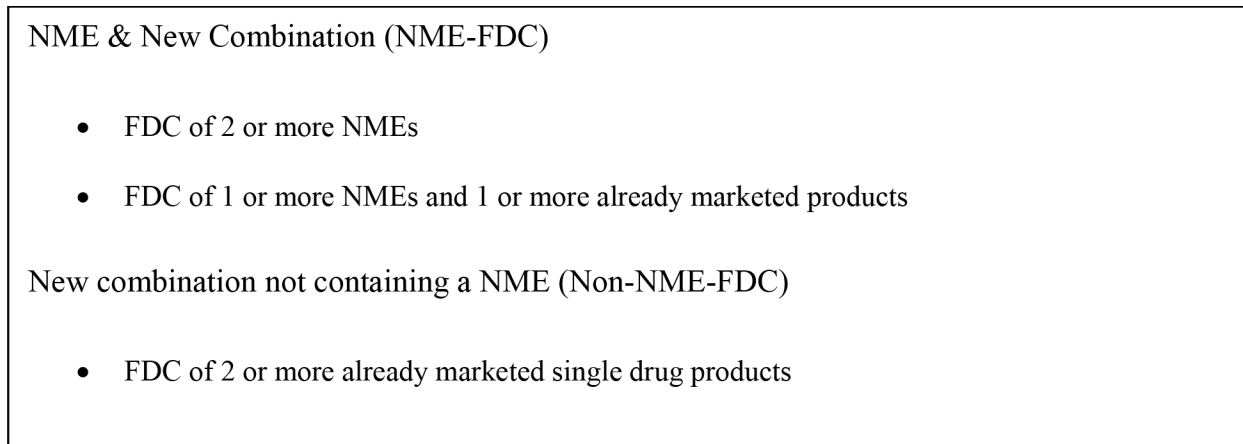 NME & New Combination (NME-FDC)
• FDC of 2 or more NMEs
• FDC of 1 or more NMEs and 1 or more already marketed products
New combination not containing a NME (Non-NME-FDC)
• FDC of 2 or more already marketed single drug products